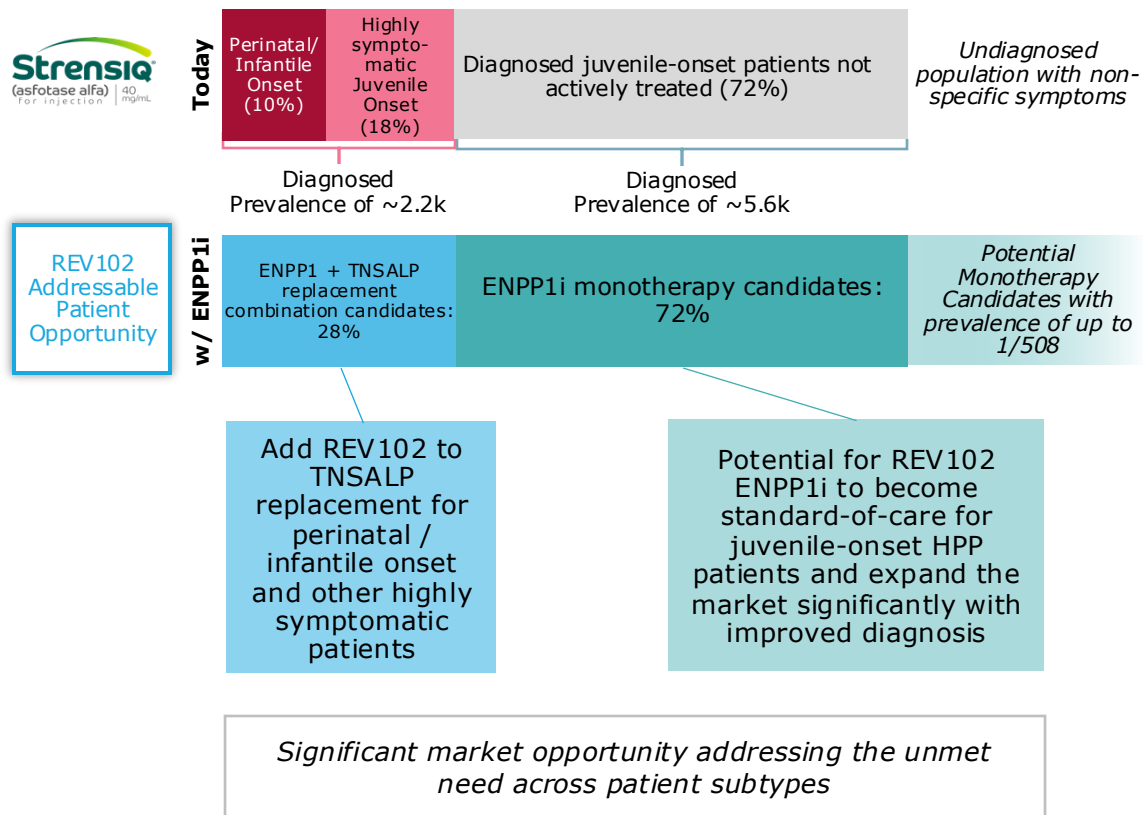 Strensiq®
(asfotase alfa)
for injection
40
mg/mL
Today
Perinatal/
Infantile
Onset
(10%)
Highly
sympto-
matic
Juvenile
Onset
(18%)
Diagnosed juvenile-onset patients not
actively treated (72%)
Undiagnosed
population with non-
specific symptoms
Diagnosed
Prevalence of ~2.2k
Diagnosed
Prevalence of ~5.6k
REV102
Addressable
Patient
Opportunity
w/ ENPP1i
ENPP1 + TNSALP
replacement
combination candidates:
28%
ENPP1i monotherapy candidates:
72%
Potential
Monotherapy
Candidates with
prevalence of up to
1/508
Add REV102 to
TNSALP
replacement for
perinatal /
infantile onset
and other highly
symptomatic
patients
Potential for REV102
ENPP1i to become
standard-of-care for
juvenile-onset HPP
patients and expand the
market significantly with
improved diagnosis
Significant market opportunity addressing the unmet
need across patient subtypes